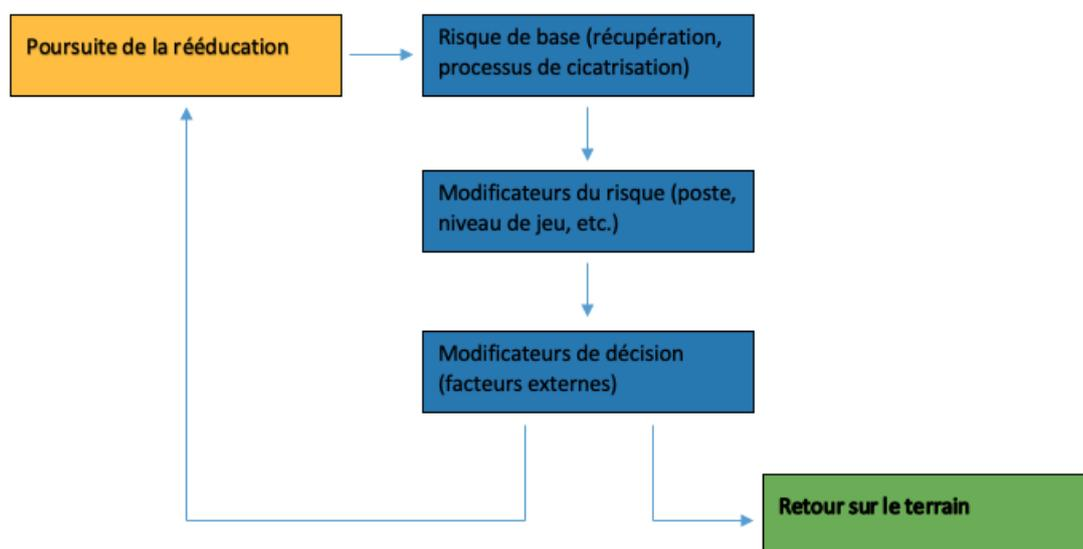 Poursuite de la rééducation
Risque de base (récupération,
processus de cicatrisation)
Modificateurs du risque (poste,
niveau de jeu, etc.)
Modificateurs de décision
(facteurs externes)
Retour sur le terrain